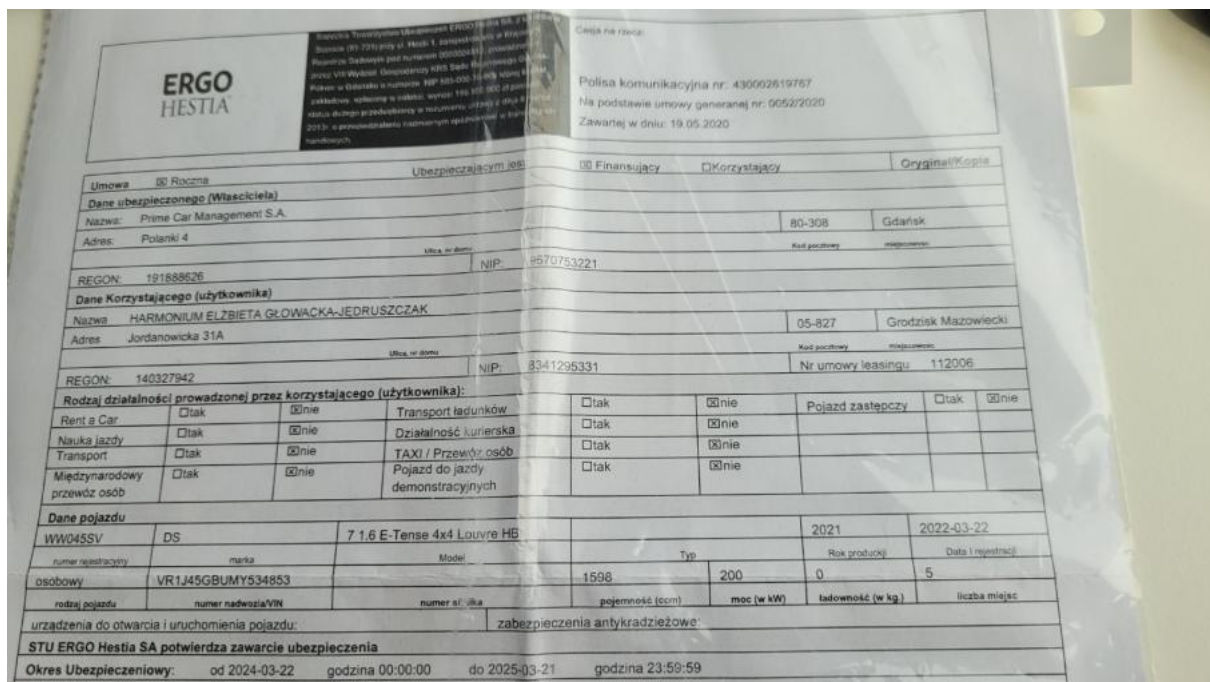 ERGO
HESTIA
Cesja na rzecz:
Polisa komunikacyjna nr: 430002619767
Na podstawie umowy generanej nr: 0052/2020
Zawartej w dniu: 19.05.2020
Umowa ☒ Roczna Ubezpieczającym jest ☒ Finansujący ☐Korzystający Oryginał/Kopia
Dane ubezpieczonego (Właściciela)
Nazwa: Prime Car Management S.A.
Adres: Polanki 4 80-308 Gdańsk
Ulica, nr domu Kod pocztowy miejscowość
REGON: 191888626 NIP: 9570753221
Dane Korzystającego (użytkownika)
Nazwa HARMONIUM ELŻBIETA GŁOWACKA-JĘDRUSZCZAK
Adres Jordanowicka 31A 05-827 Grodzisk Mazowiecki
Ulica, nr domu Kod pocztowy miejscowość
REGON: 140327942 NIP: 8341295331 Nr umowy leasingu 112006
Rodzaj działalności prowadzonej przez korzystającego (użytkownika):
Rent a Car ☐tak ☒nie Transport ładunków ☐tak ☒nie Pojazd zastępczy ☐tak ☒nie
Nauka jazdy ☐tak ☒nie Działalność kurierska ☐tak ☒nie
Transport ☐tak ☒nie TAXI / Przewóz osób ☐tak ☒nie
Międzynarodowy przewóz osób ☐tak ☒nie Pojazd do jazdy demonstracyjnych ☐tak ☒nie
Dane pojazdu
WW045SV DS 7 1.6 E-Tense 4x4 Louvre HB 2021 2022-03-22
numer rejestracyjny marka Model Typ Rok produkcji Data I rejestracji
osobowy VR1J45GBUMY534853 1598 200 0 5
rodzaj pojazdu numer nadwozia/VIN numer silnika pojemność (ccm) moc (w kW) ładowność (w kg.) liczba miejsc
urządzenia do otwarcia i uruchomienia pojazdu: zabezpieczenia antykradzieżowe:
STU ERGO Hestia SA potwierdza zawarcie ubezpieczenia
Okres Ubezpieczeniowy: od 2024-03-22 godzina 00:00:00 do 2025-03-21 godzina 23:59:59